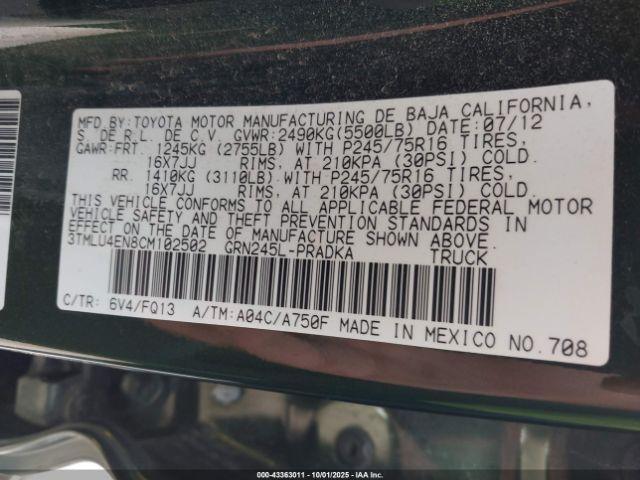 MFD BY:TOYOTA MOTOR MANUFACTURING DE BAJA CALIFORNIA,
S. DE R.L. DE C.V. GVWR:2490KG(5500LB) DATE:07/12
GAWR-FRT. 1245KG (2755LB) WITH P245/75R16 TIRES,
16X7JJ RIMS, AT 210KPA (30PSI) COLD.
RR. 1410KG (3110LB) WITH P245/75R16 TIRES,
16X7JJ RIMS, AT 210KPA (30PSI) COLD.
THIS VEHICLE CONFORMS TO ALL APPLICABLE FEDERAL MOTOR
VEHICLE SAFETY AND THEFT PREVENTION STANDARDS IN
EFFECT ON THE DATE OF MANUFACTURE SHOWN ABOVE.
3TMLU4EN8CM102502 GRN245L-PRADKA TRUCK
C/TR: 6V4/FQ13 A/TM:A04C/A750F MADE IN MEXICO NO.708
000-43363011 - 10/01/2025 - IAAI, Inc.